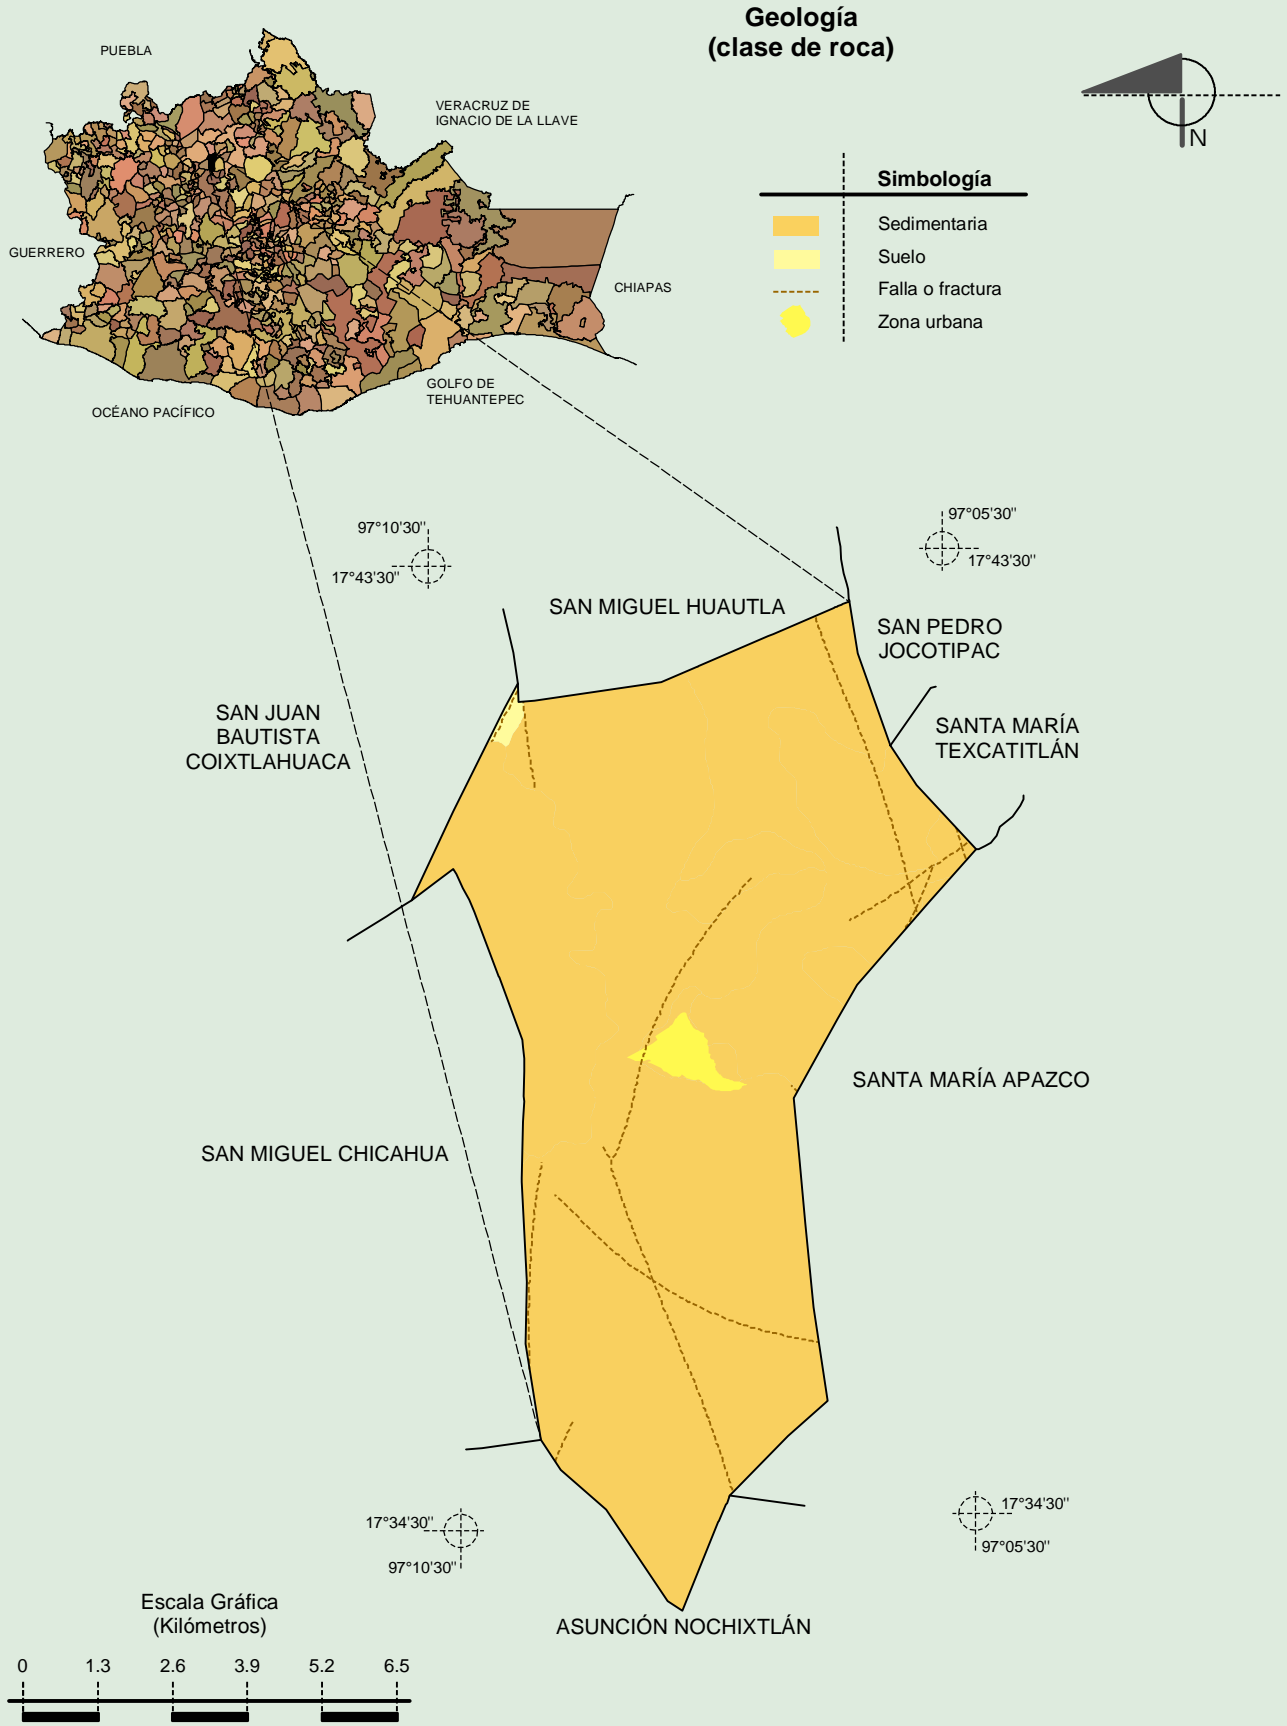 Geología
(clase de roca)
PUEBLA
VERACRUZ DE
IGNACIO DE LA LLAVE
N
Simbología
Sedimentaria
Suelo
Falla o fractura
Zona urbana
GUERRERO
CHIAPAS
GOLFO DE
TEHUANTEPEC
OCÉANO PACÍFICO
97°10'30"
17°43'30"
97°05'30"
17°43'30"
SAN MIGUEL HUAUTLA
SAN PEDRO
JOCOTIPAC
SAN JUAN
BAUTISTA
COIXTLAHUACA
SANTA MARÍA
TEXCATITLÁN
SANTA MARÍA APAZCO
SAN MIGUEL CHICAHUA
17°34'30"
97°10'30"
17°34'30"
97°05'30"
ASUNCIÓN NOCHIXTLÁN
Escala Gráfica
(Kilómetros)
0 1.3 2.6 3.9 5.2 6.5